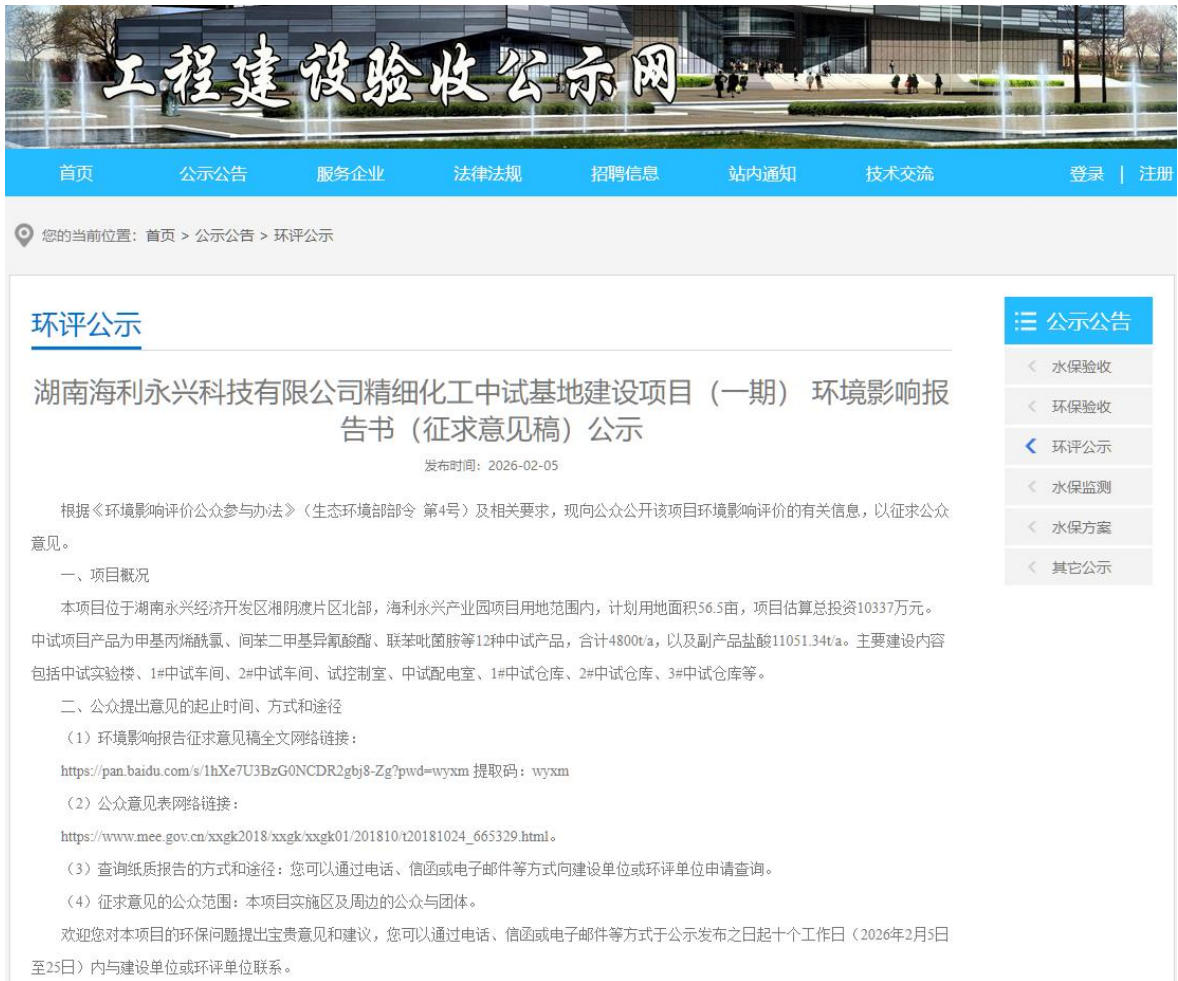 工程建设验收公示网
首页 公示公告 服务企业 法律法规 招聘信息 站内通知 技术交流 登录 | 注册
您的当前位置：首页 > 公示公告 > 环评公示
环评公示
湖南海利永兴科技有限公司精细化工中试基地建设项目（一期） 环境影响报
告书（征求意见稿）公示
发布时间：2026-02-05
根据《环境影响评价公众参与办法》（生态环境部部令 第4号）及相关要求，现向公众公开该项目环境影响评价的有关信息，以征求公众
意见。
一、项目概况
本项目位于湖南永兴经济开发区湘阴渡片区北部，海利永兴产业园项目用地范围内，计划用地面积56.5亩，项目估算总投资10337万元。
中试项目产品为甲基丙烯酰氯、间苯二甲基异氰酸酯、联苯吡菌胺等12种中试产品，合计4800t/a，以及副产品盐酸11051.34t/a。主要建设内容
包括中试实验楼、1#中试车间、2#中试车间、试控制室、中试配电室、1#中试仓库、2#中试仓库、3#中试仓库等。
二、公众提出意见的起止时间、方式和途径
（1）环境影响报告征求意见稿全文网络链接：
https://pan.baidu.com/s/1hXe7U3BzG0NCDR2gbj8-Zg?pwd=wyxm 提取码：wyxm
（2）公众意见表网络链接：
https://www.mee.gov.cn/xxgk2018/xxgk/xxgk01/201810/t20181024_665329.html。
（3）查询纸质报告的方式和途径：您可以通过电话、信函或电子邮件等方式向建设单位或环评单位申请查询。
（4）征求意见的公众范围：本项目实施区及周边的公众与团体。
欢迎您对本项目的环保问题提出宝贵意见和建议，您可以通过电话、信函或电子邮件等方式于公示发布之日起十个工作日（2026年2月5日
至25日）内与建设单位或环评单位联系。
公示公告
水保验收
环保验收
环评公示
水保监测
水保方案
其它公示